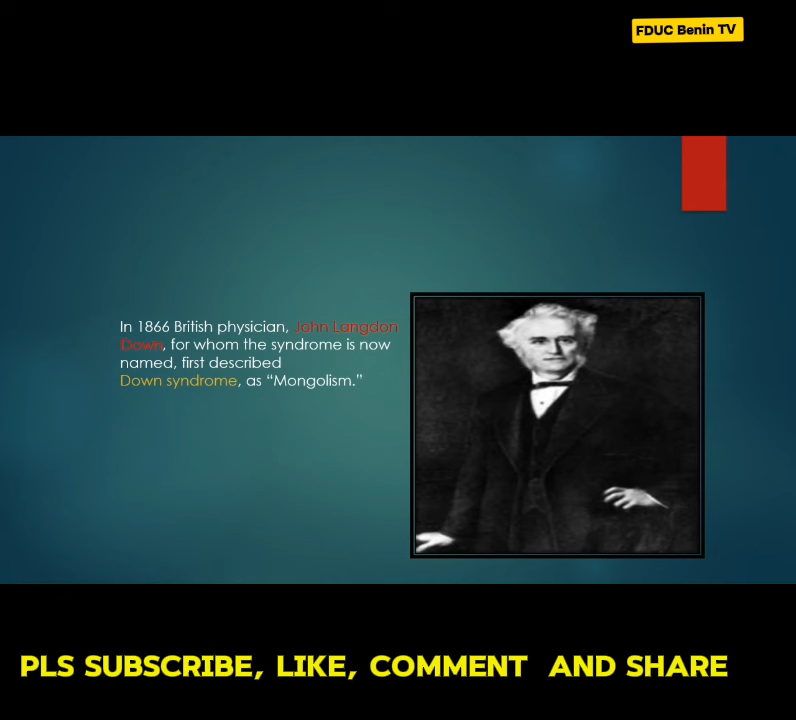 FDUC Benin TV
In 1866 British physician, John Langdon
Down, for whom the syndrome is now
named, first described
Down syndrome, as “Mongolism.”
PLS SUBSCRIBE, LIKE, COMMENT AND SHARE